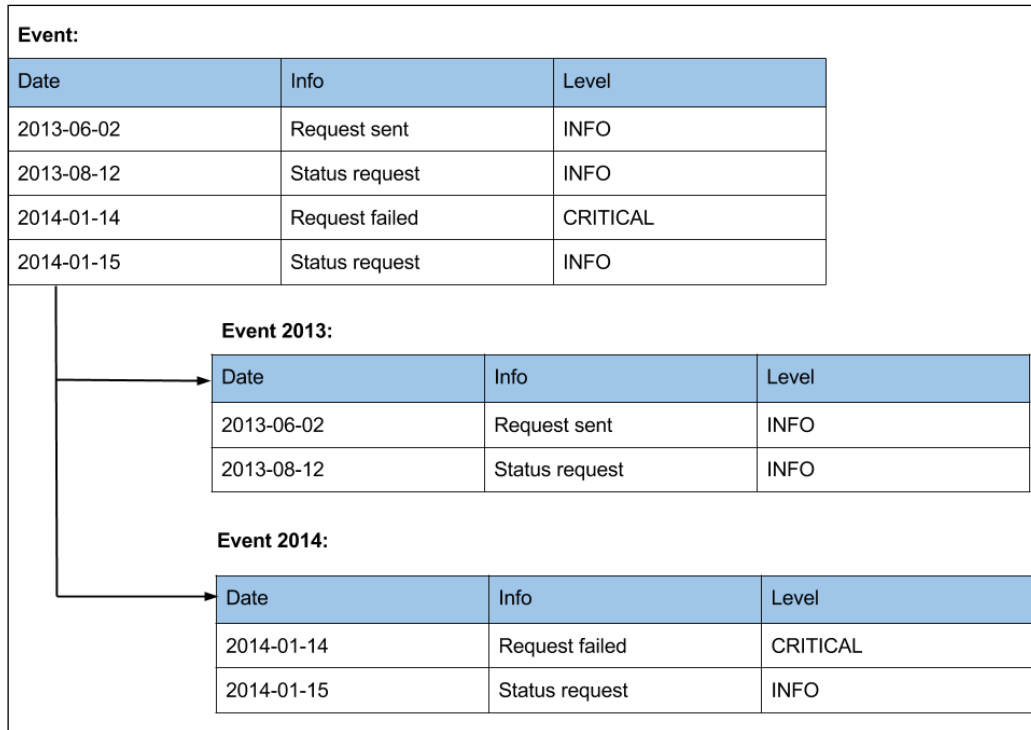 Event:
Date Info Level
2013-06-02 Request sent INFO
2013-08-12 Status request INFO
2014-01-14 Request failed CRITICAL
2014-01-15 Status request INFO
Event 2013:
Date Info Level
2013-06-02 Request sent INFO
2013-08-12 Status request INFO
Event 2014:
Date Info Level
2014-01-14 Request failed CRITICAL
2014-01-15 Status request INFO